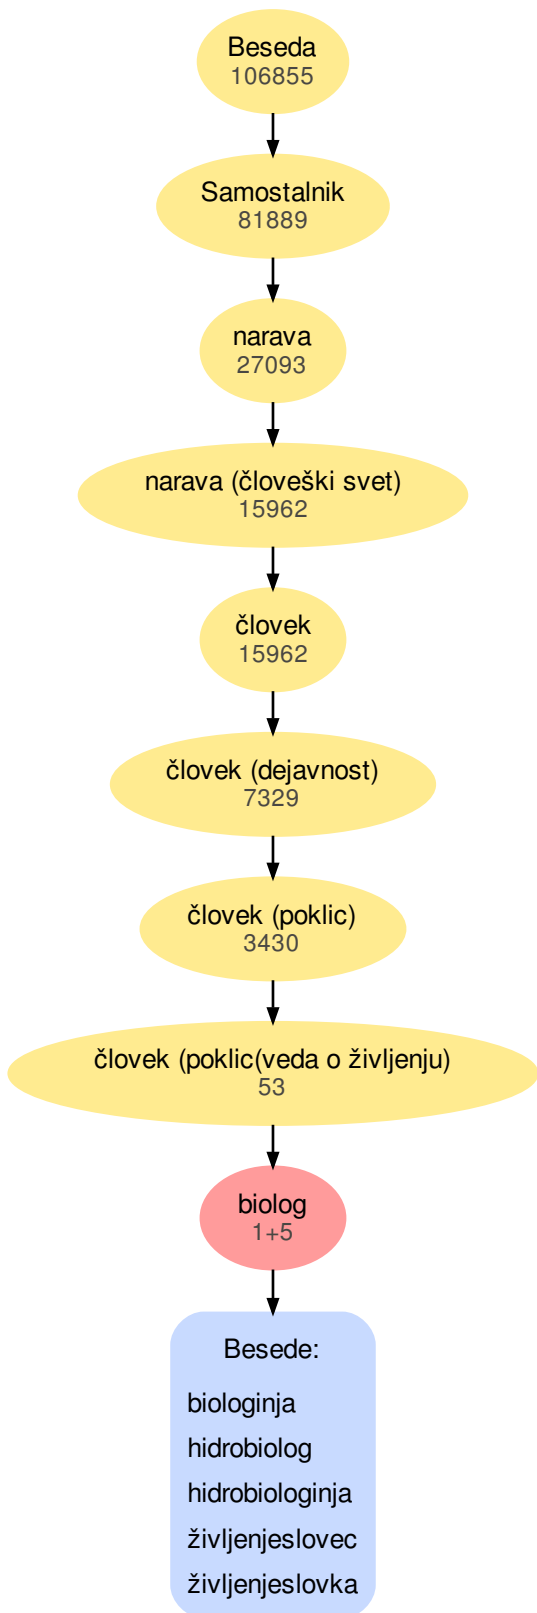 Beseda
106855
Samostalnik
81889
narava
27093
narava (človeški svet)
15962
človek
15962
človek (dejavnost)
7329
človek (poklic)
3430
človek (poklic(veda o življenju)
53
biolog
1+5
Besede:
biologinja
hidrobiolog
hidrobiologinja
življenjeslovec
življenjeslovka